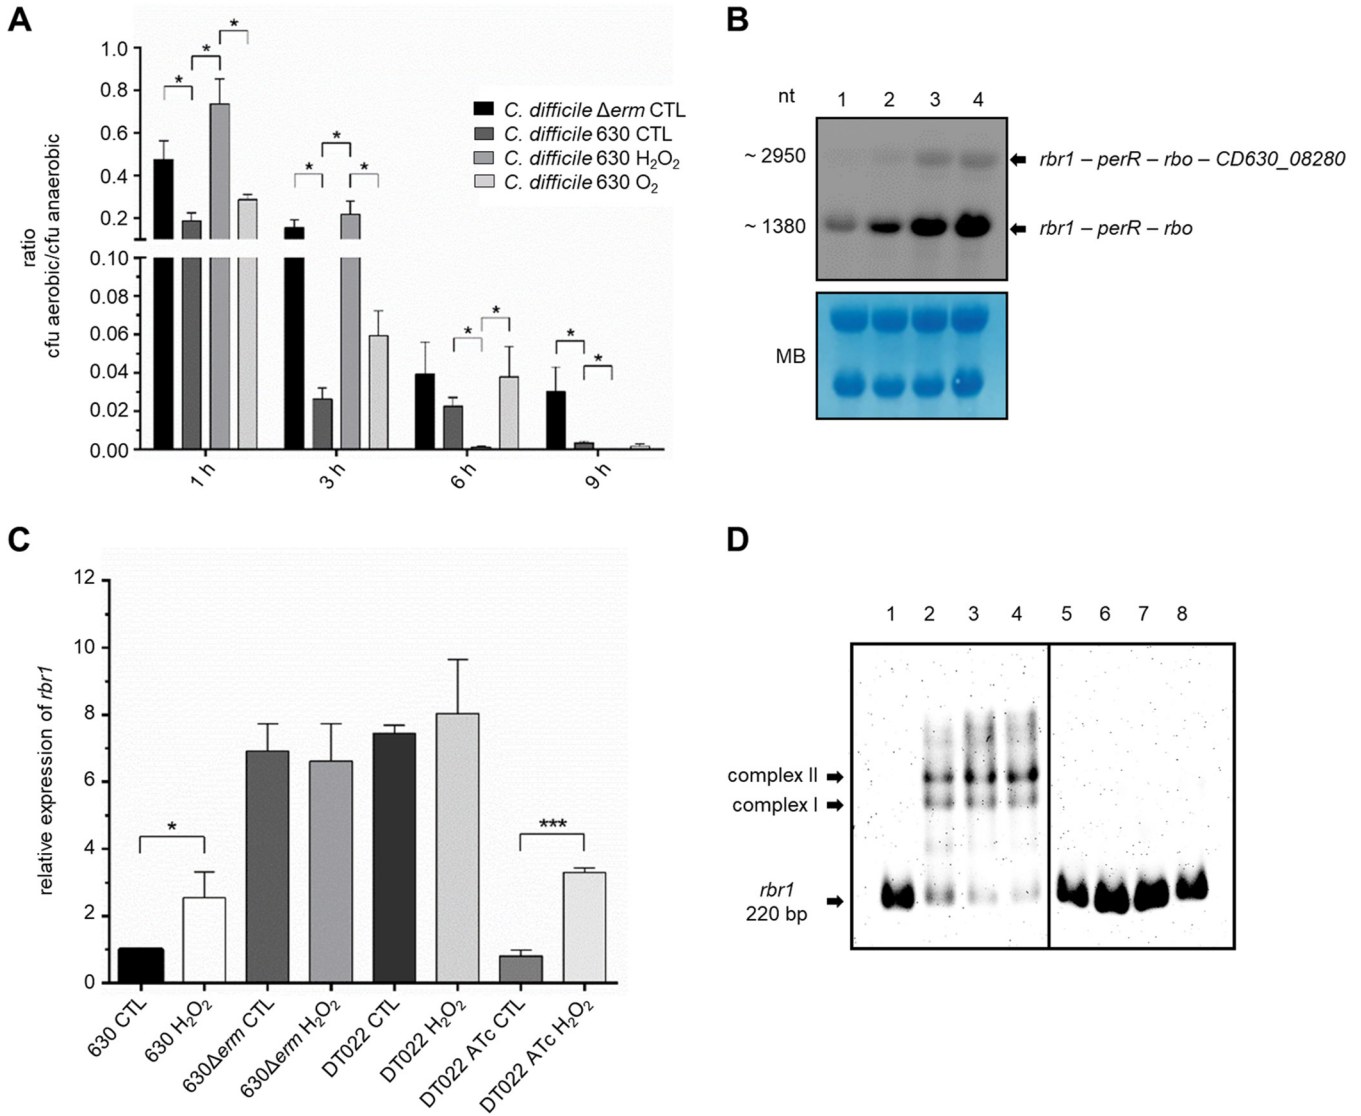 A
ratio
cfu aerobic/cfu anaerobic
1.0
0.8
0.6
0.4
0.2
0.10
0.08
0.06
0.04
0.02
0.00
* * *
* * *
* *
* *
C. difficile Δerm CTL
C. difficile 630 CTL
C. difficile 630 H₂O₂
C. difficile 630 O₂
1 h
3 h
6 h
9 h
B
nt 1 2 3 4
~ 2950 rbr1 – perR – rbo – CD630_08280
~ 1380 rbr1 – perR – rbo
MB
C
relative expression of rbr1
12
10
8
6
4
2
0
*
***
630 CTL
630 H₂O₂
630Δerm CTL
630Δerm H₂O₂
DT022 CTL
DT022 H₂O₂
DT022 ATc CTL
DT022 ATc H₂O₂
D
1 2 3 4 5 6 7 8
complex II
complex I
rbr1
220 bp